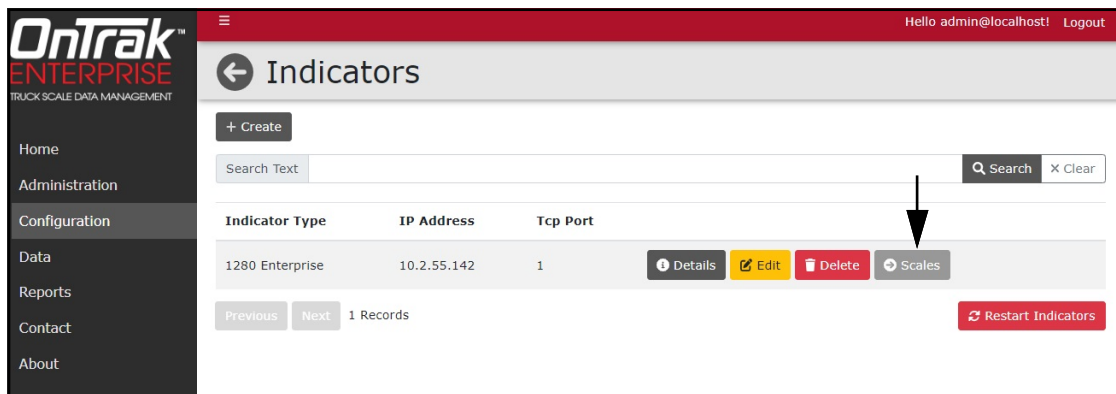 OnTrak™
ENTERPRISE
TRUCK SCALE DATA MANAGEMENT
Home
Administration
Configuration
Data
Reports
Contact
About
☰ Hello admin@localhost! Logout
Indicators
+ Create
Search Text Search × Clear
Indicator Type IP Address Tcp Port
1280 Enterprise 10.2.55.142 1 Details Edit Delete Scales
Previous Next 1 Records Restart Indicators